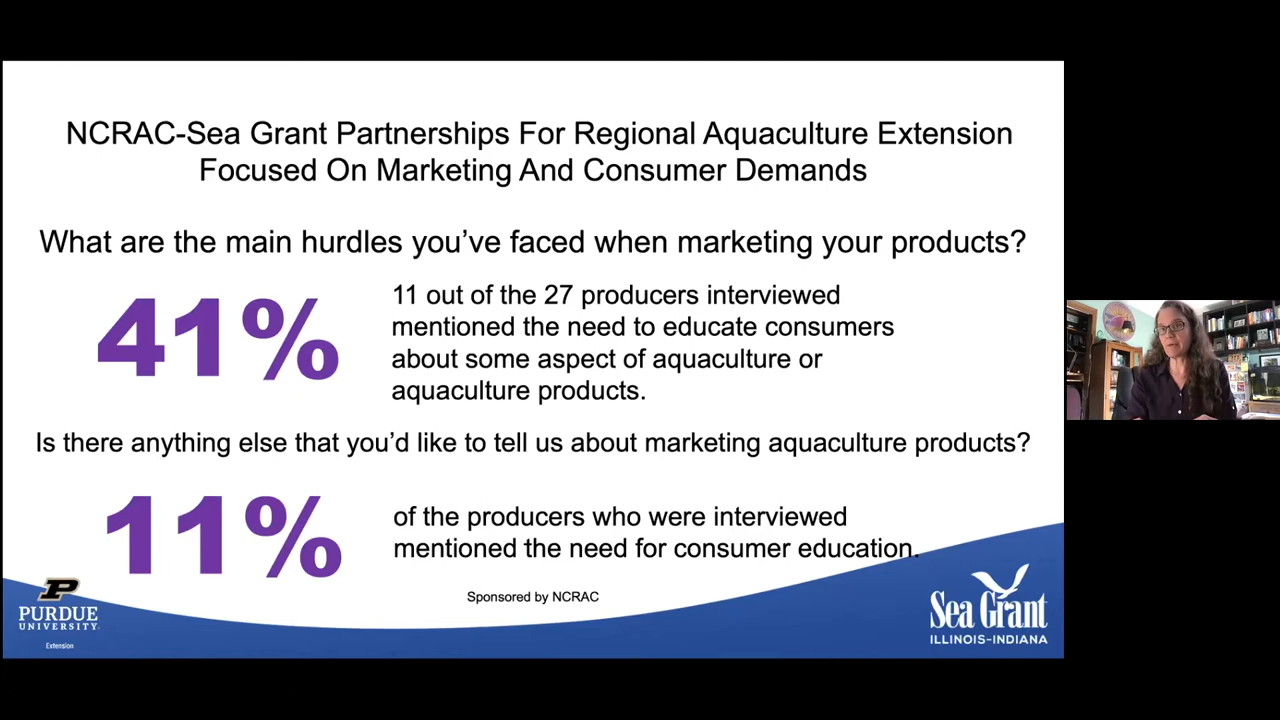 NCRAC-Sea Grant Partnerships For Regional Aquaculture Extension
Focused On Marketing And Consumer Demands
What are the main hurdles you've faced when marketing your products?
41%
11 out of the 27 producers interviewed
mentioned the need to educate consumers
about some aspect of aquaculture or
aquaculture products.
Is there anything else that you'd like to tell us about marketing aquaculture products?
11%
of the producers who were interviewed
mentioned the need for consumer education.
Sponsored by NCRAC
P
PURDUE
UNIVERSITY.
Extension
Sea Grant
ILLINOIS-INDIANA